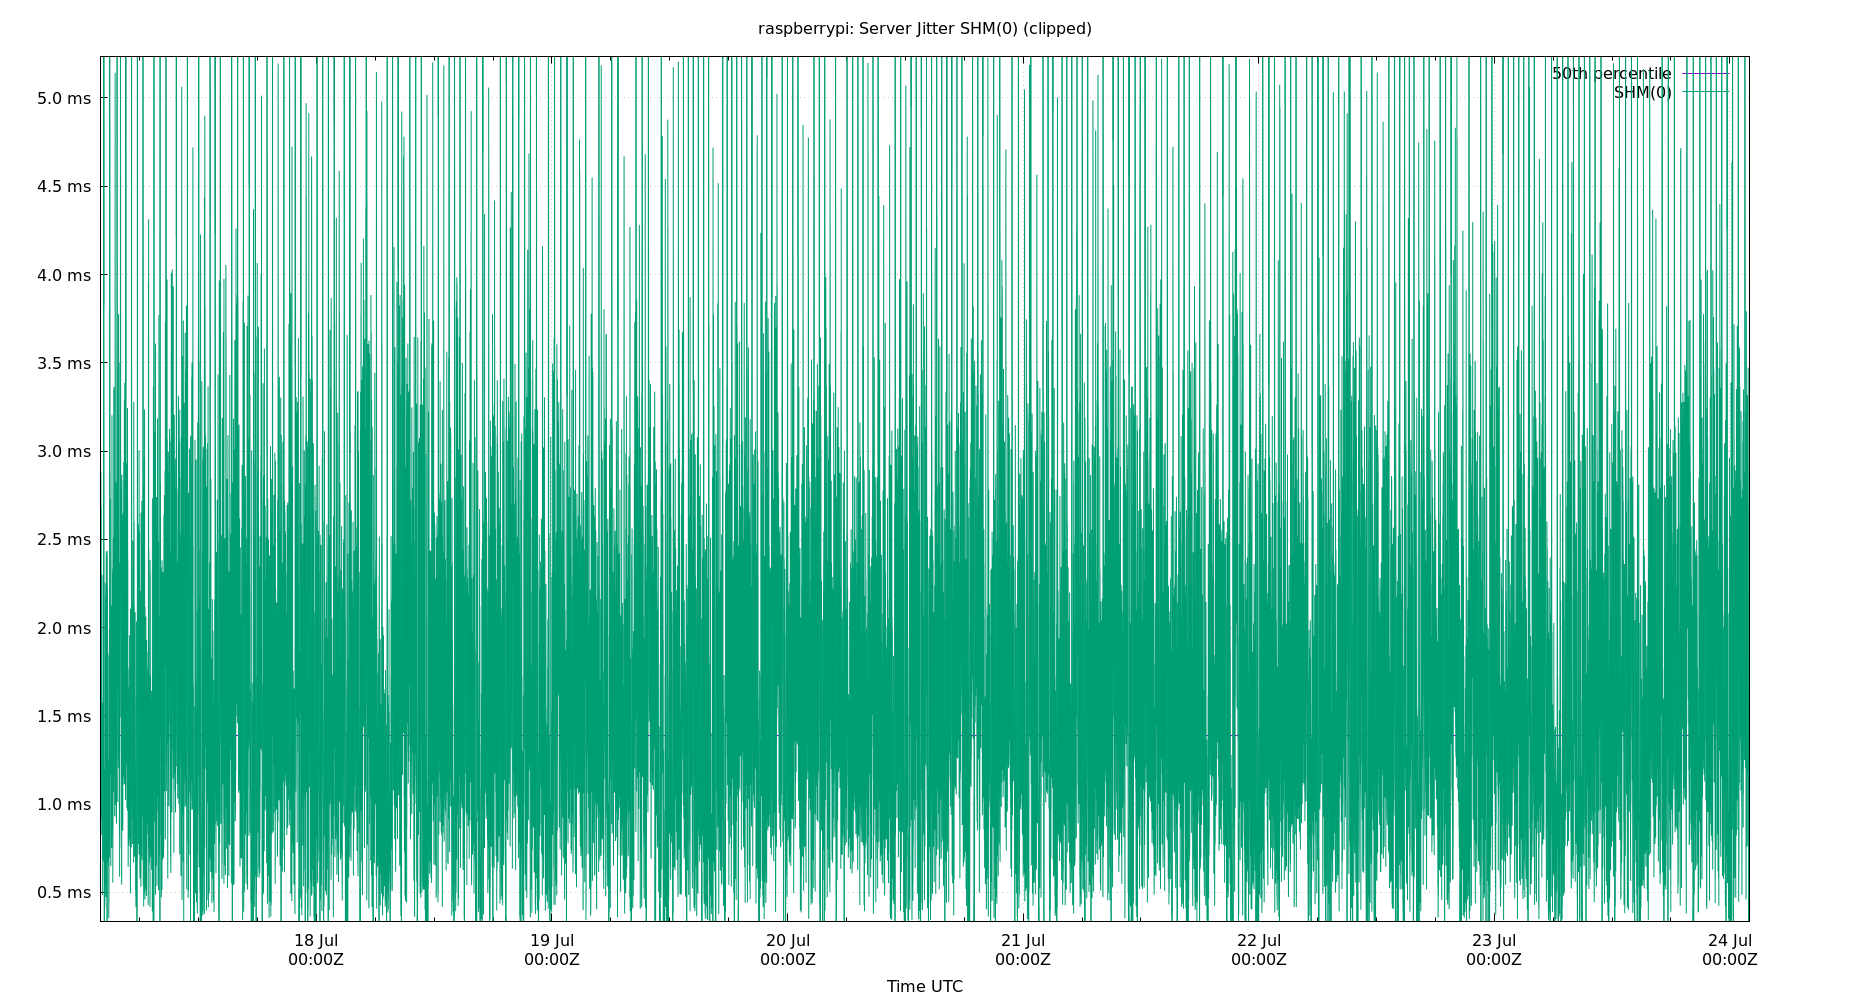 raspberrypi: Server Jitter SHM(0) (clipped)
50th percentile
SHM(0)
5.0 ms
4.5 ms
4.0 ms
3.5 ms
3.0 ms
2.5 ms
2.0 ms
1.5 ms
1.0 ms
0.5 ms
18 Jul 19 Jul 20 Jul 21 Jul 22 Jul 23 Jul 24 Jul
00:00Z 00:00Z 00:00Z 00:00Z 00:00Z 00:00Z 00:00Z
Time UTC